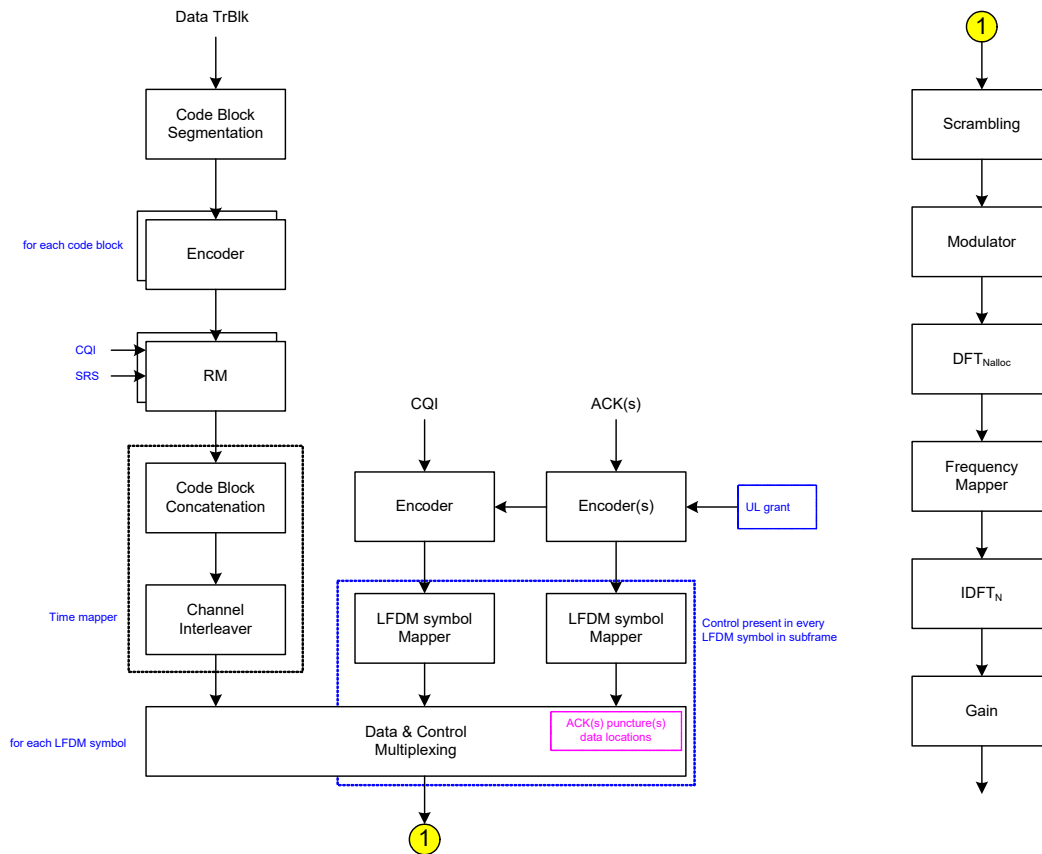 Data TrBlk
Code Block
Segmentation
for each code block
Encoder
CQI
SRS
RM
Code Block
Concatenation
Time mapper
Channel
Interleaver
CQI
ACK(s)
Encoder
Encoder(s)
UL grant
LFDM symbol
Mapper
LFDM symbol
Mapper
Control present in every
LFDM symbol in subframe
for each LFDM symbol
Data & Control
Multiplexing
ACK(s) puncture(s)
data locations
1
1
Scrambling
Modulator
DFTNalloc
Frequency
Mapper
IDFTN
Gain